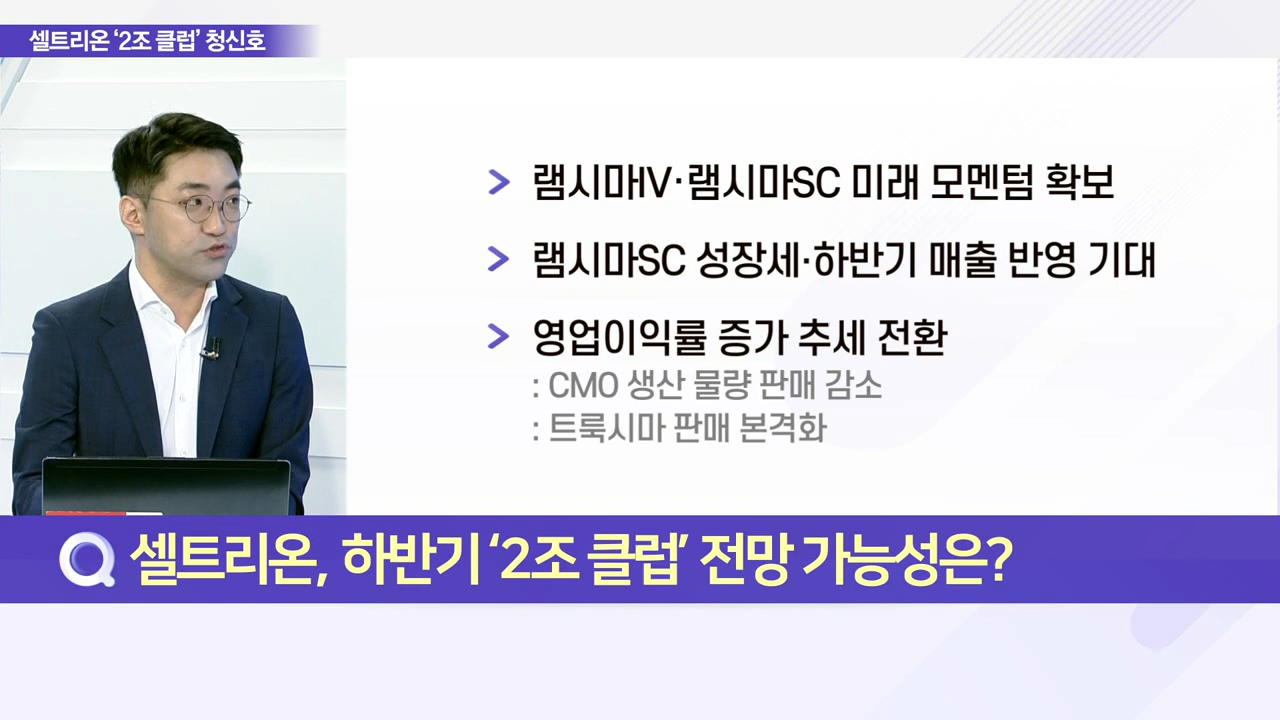 셀트리온 ‘2조 클럽’ 청신호
> 램시마IV·램시마SC 미래 모멘텀 확보
> 램시마SC 성장세·하반기 매출 반영 기대
> 영업이익률 증가 추세 전환
: CMO 생산 물량 판매 감소
: 트룩시마 판매 본격화
Q 셀트리온, 하반기 ‘2조 클럽’ 전망 가능성은?